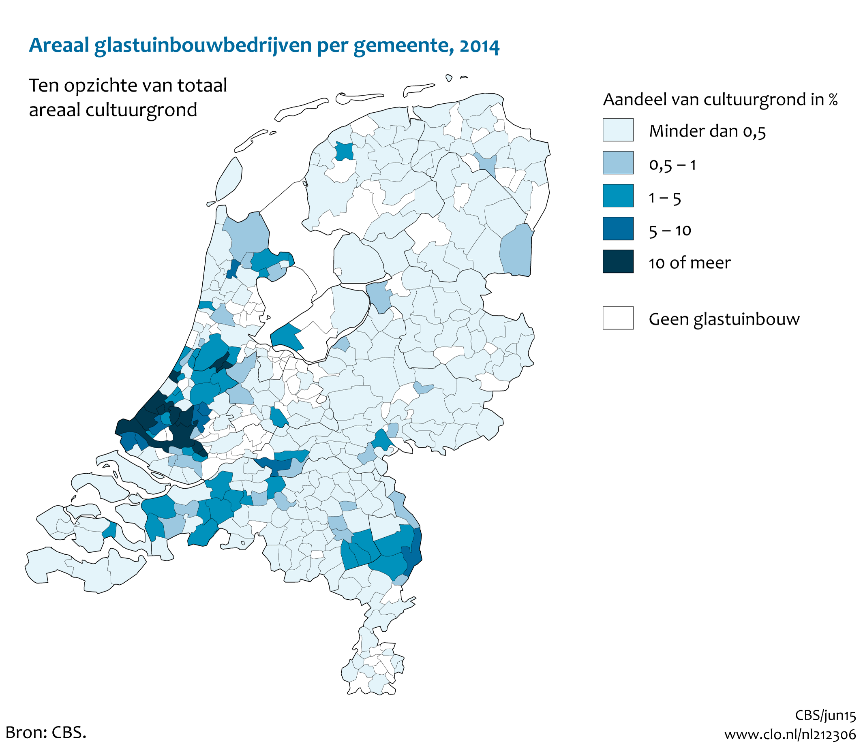 Areaal glastuinbouwbedrijven per gemeente, 2014
Ten opzichte van totaal
areaal cultuurgrond
Aandeel van cultuurgrond in %
Minder dan 0,5
0,5 – 1
1 – 5
5 – 10
10 of meer
Geen glastuinbouw
CBS/jun15
www.clo.nl/nl212306
Bron: CBS.